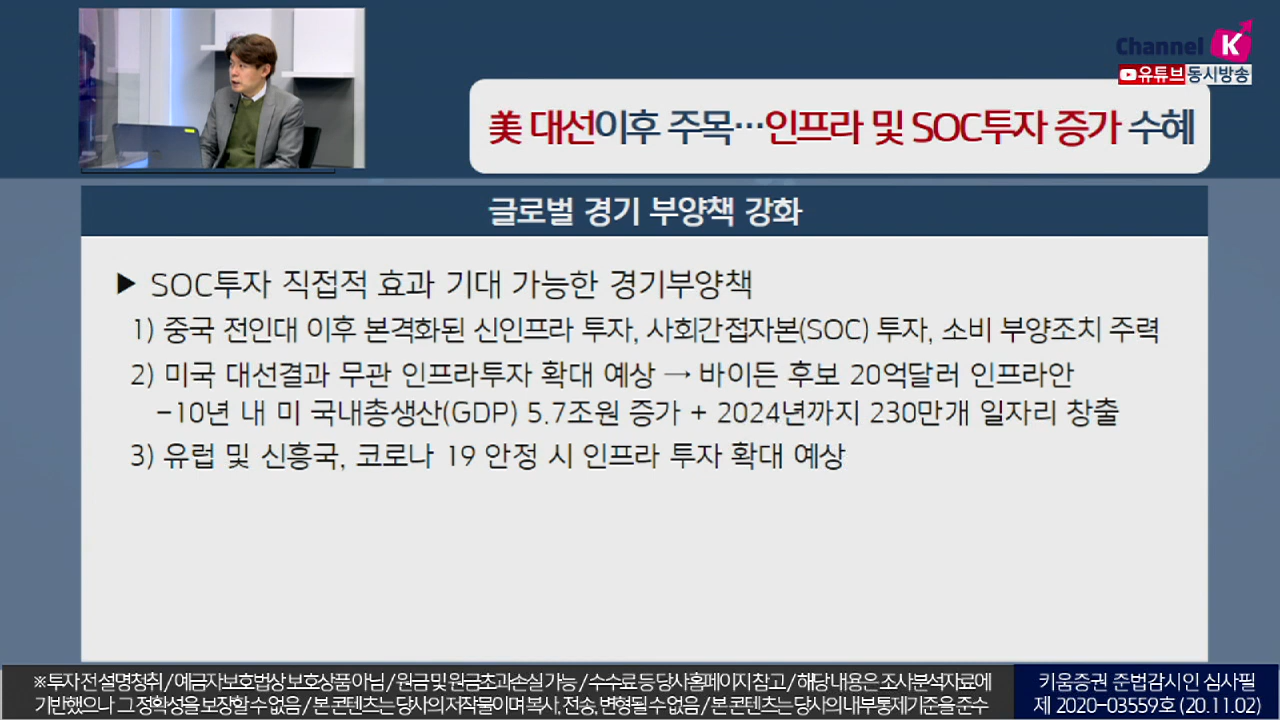 Channel K
유튜브 동시방송
美 대선이후 주목…인프라 및 SOC투자 증가 수혜
글로벌 경기 부양책 강화
▶ SOC투자 직접적 효과 기대 가능한 경기부양책
1) 중국 전인대 이후 본격화된 신인프라 투자, 사회간접자본(SOC) 투자, 소비 부양조치 주력
2) 미국 대선결과 무관 인프라투자 확대 예상 → 바이든 후보 20억달러 인프라안
-10년 내 미 국내총생산(GDP) 5.7조원 증가 + 2024년까지 230만개 일자리 창출
3) 유럽 및 신흥국, 코로나 19 안정 시 인프라 투자 확대 예상
※ 투자 전 설명청취 / 예금자보호법상 보호상품 아님 / 원금 및 원금초과손실 가능 / 수수료 등 당사홈페이지 참고 / 해당 내용은 조사분석자료에
기반했으나 그 정확성을 보장할 수 없음 / 본 콘텐츠는 당사의 저작물이며 복사, 전송, 변형될 수 없음 / 본 콘텐츠는 당사의 내부통제기준을 준수
키움증권 준법감시인 심사필
제 2020-03559호 (20.11.02)